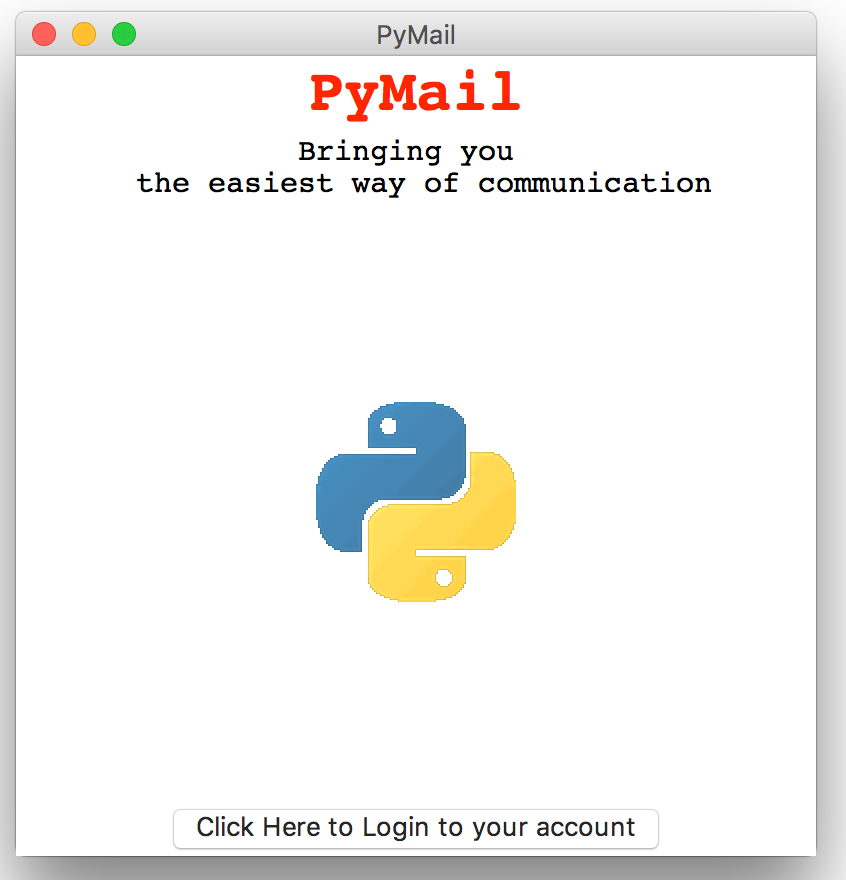 PyMail
PyMail
Bringing you
the easiest way of communication
Click Here to Login to your account